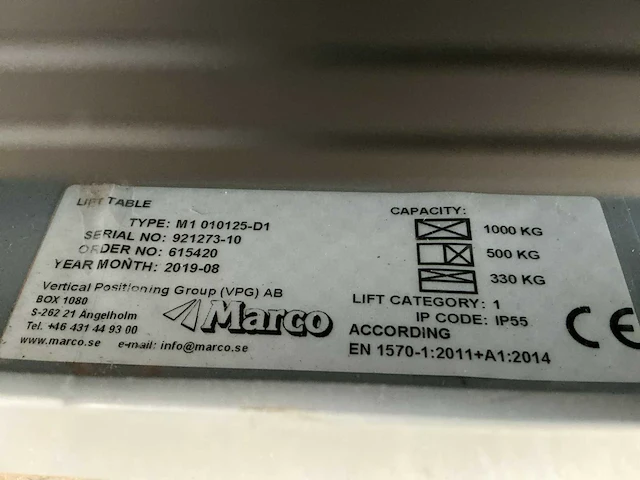 LIFT TABLE
TYPE: M1 010125-D1
SERIAL NO: 921273-10
ORDER NO: 615420
YEAR MONTH: 2019-08
Vertical Positioning Group (VPG) AB
BOX 1080
S-262 21 Ängelholm
Tel. +46 431 44 93 00
www.marco.se e-mail: info@marco.se
Marco
CAPACITY:
1000 KG
500 KG
330 KG
LIFT CATEGORY: 1
IP CODE: IP55
ACCORDING
EN 1570-1:2011+A1:2014
CE